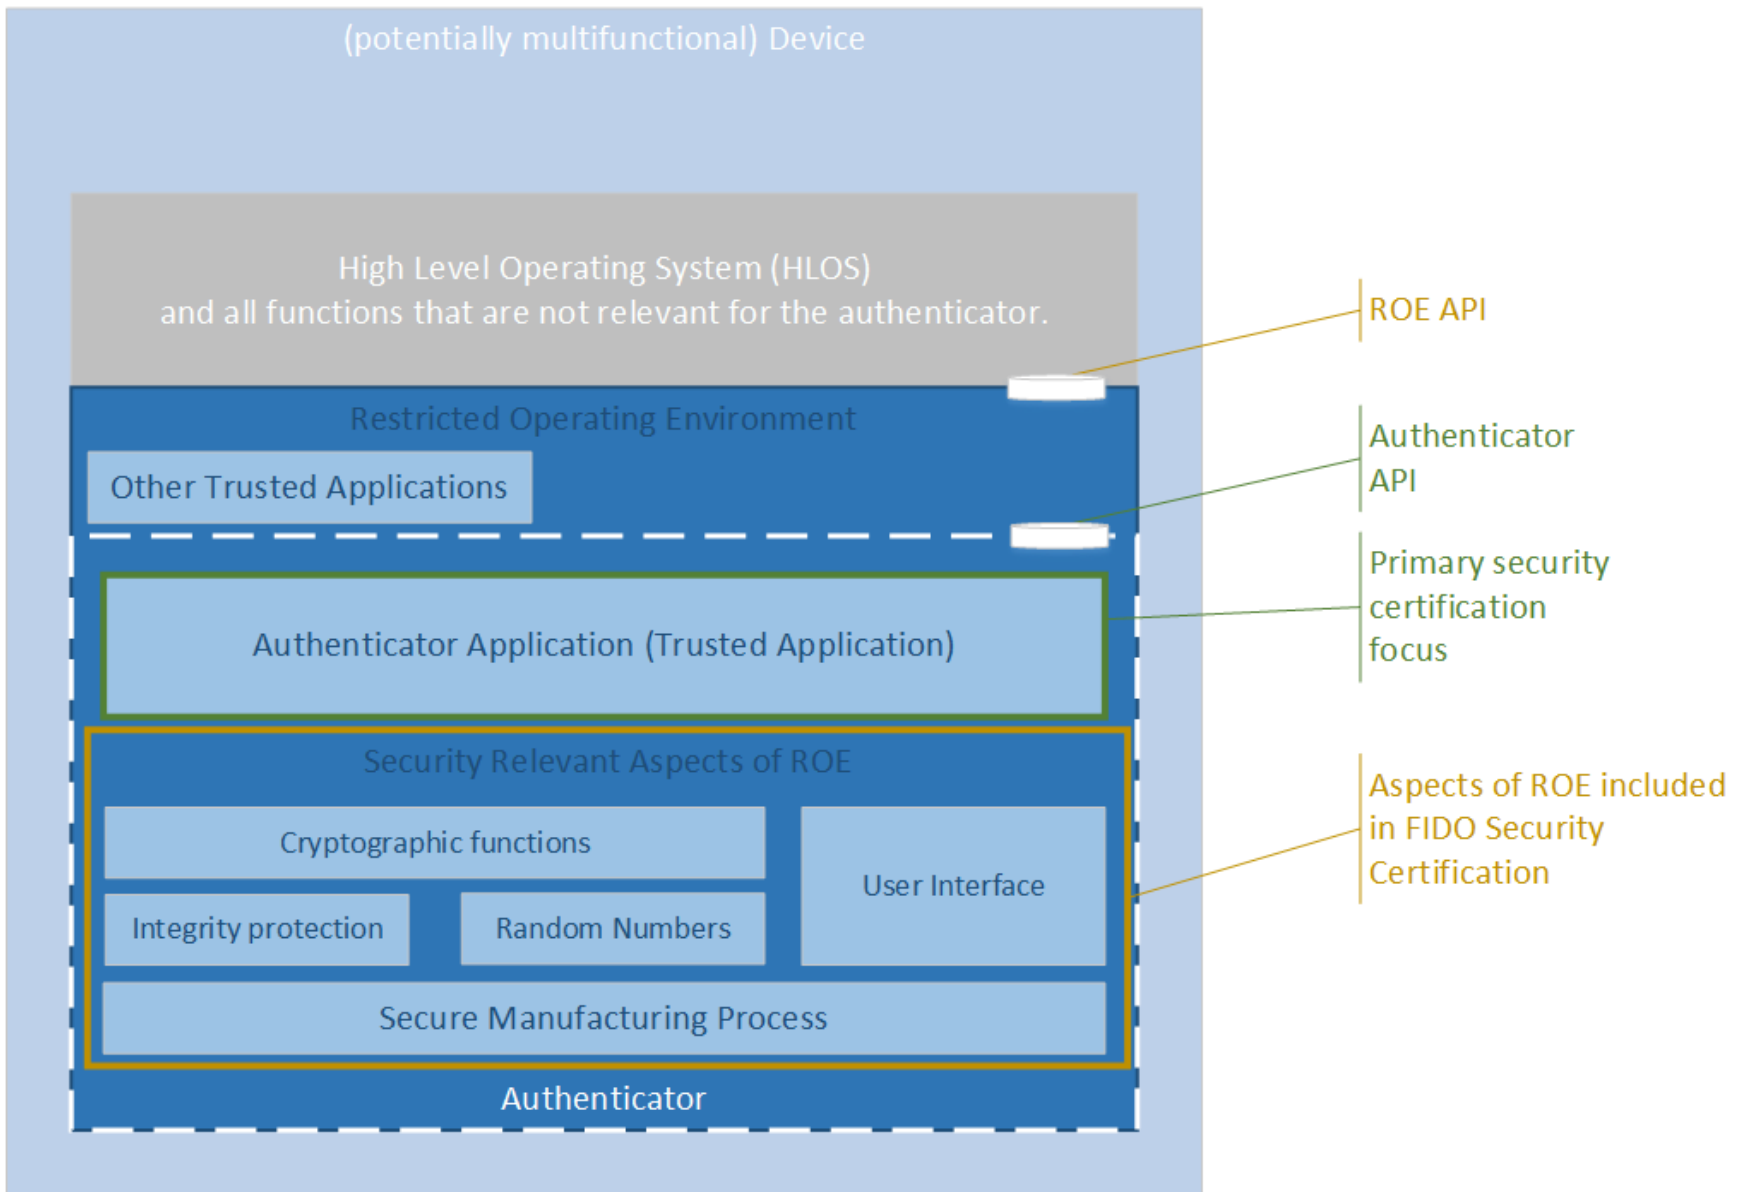 (potentially multifunctional) Device
High Level Operating System (HLOS)
and all functions that are not relevant for the authenticator.
ROE API
Restricted Operating Environment
Other Trusted Applications
Authenticator
API
Authenticator Application (Trusted Application)
Primary security
certification
focus
Security Relevant Aspects of ROE
Cryptographic functions
User Interface
Integrity protection
Random Numbers
Secure Manufacturing Process
Aspects of ROE included
in FIDO Security
Certification
Authenticator